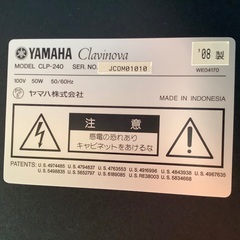 YAMAHA Clavinova
'08 製
MODEL CLP-240 SER. NO. JCOM01010
WE04170
100V 50W 50/60Hz
ヤマハ株式会社
MADE IN INDONESIA
注意
感電の恐れあり
キャビネットをあけるな